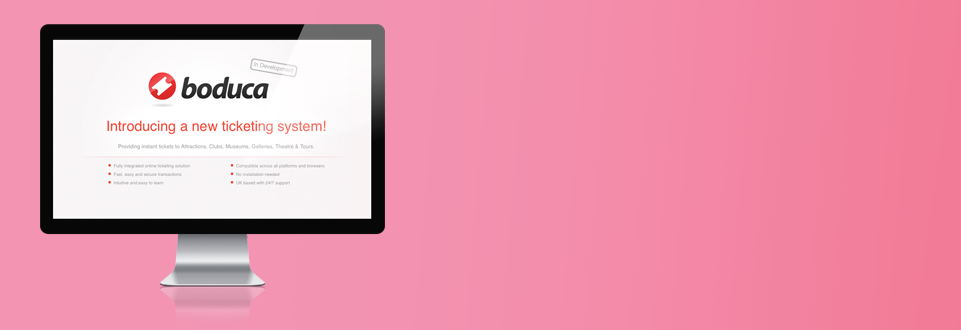 In Development
boduca
Introducing a new ticketing system!
Providing instant tickets to Attractions, Clubs, Museums, Galleries, Theatre & Tours.
Fully integrated online ticketing solution
Fast, easy and secure transactions
Intuitive and easy to learn
Compatible across all platforms and browsers
No installation needed
UK based with 24/7 support